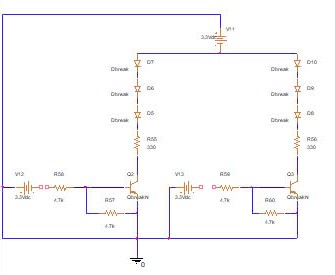 V11
3.3Vdc
D7
Dbreak
D10
Dbreak
D6
Dbreak
D9
Dbreak
D5
Dbreak
D8
Dbreak
R55
330
R56
330
V12
3.3Vdc
R58
4.7k
Q2
QbreakN
V13
3.3Vdc
R59
4.7k
Q3
QbreakN
R57
4.7k
R60
4.7k
0